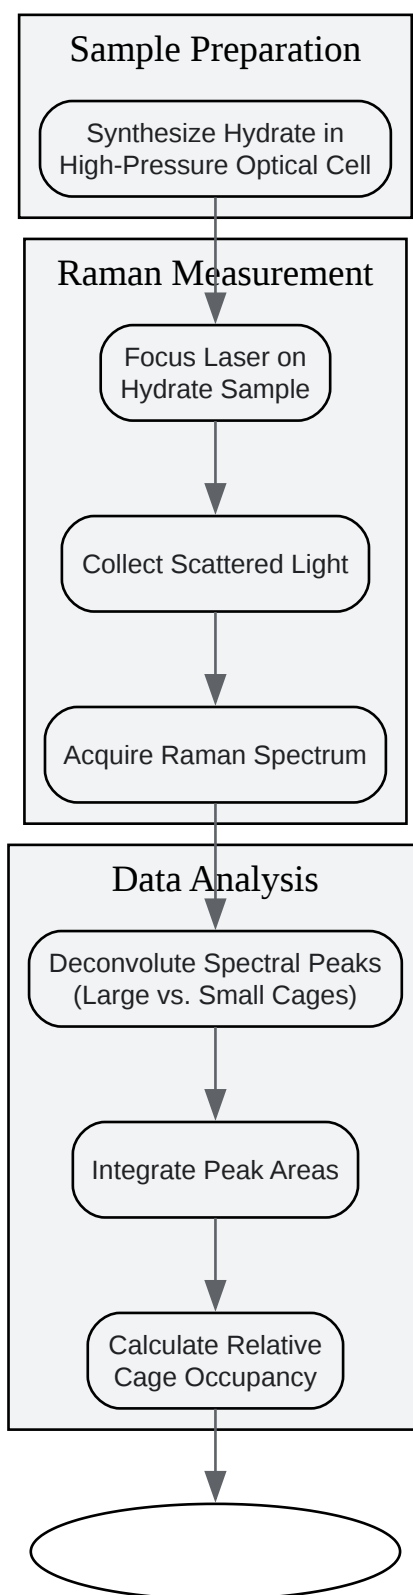 Sample Preparation
Synthesize Hydrate in
High-Pressure Optical Cell
Raman Measurement
Focus Laser on
Hydrate Sample
Collect Scattered Light
Acquire Raman Spectrum
Data Analysis
Deconvolute Spectral Peaks
(Large vs. Small Cages)
Integrate Peak Areas
Calculate Relative
Cage Occupancy